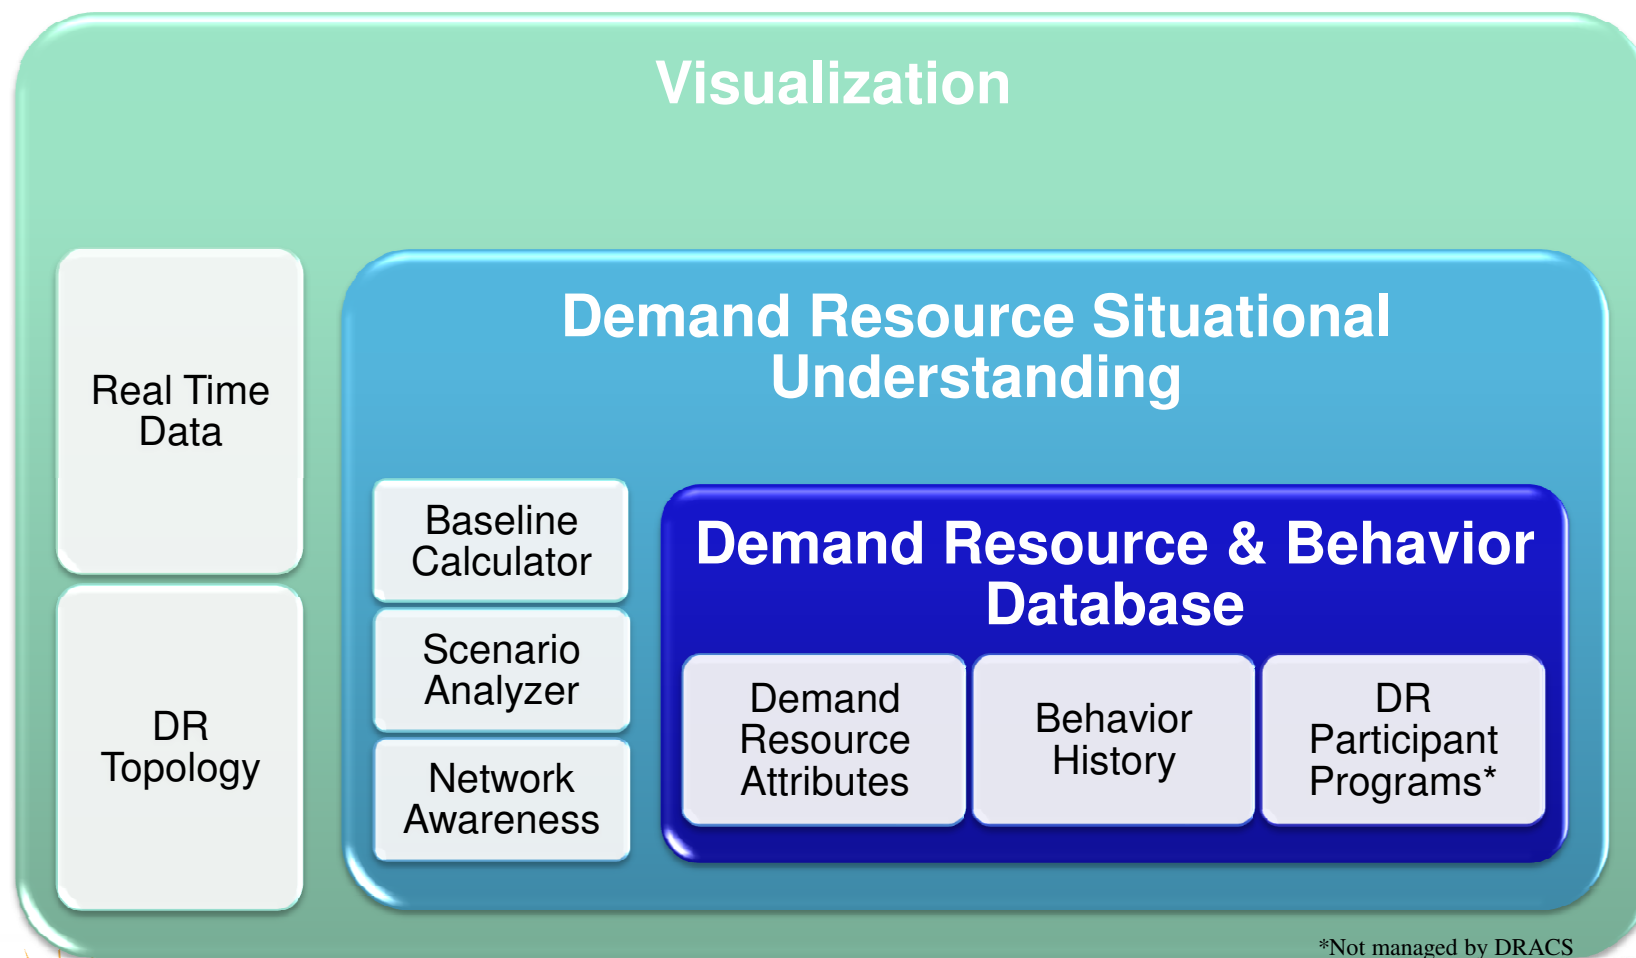 Visualization
Real Time
Data
DR
Topology
Demand Resource Situational
Understanding
Baseline
Calculator
Scenario
Analyzer
Network
Awareness
Demand Resource & Behavior
Database
Demand
Resource
Attributes
Behavior
History
DR
Participant
Programs*
*Not managed by DRACS